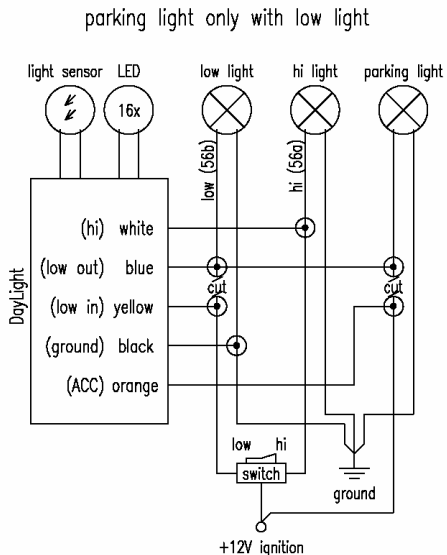 parking light only with low light
light sensor LED low light hi light parking light
16x
low (56b)
hi (56a)
DayLight
(hi) white
(low out) blue
cut cut
(low in) yellow
(ground) black
(ACC) orange
low hi
switch
ground
+12V ignition